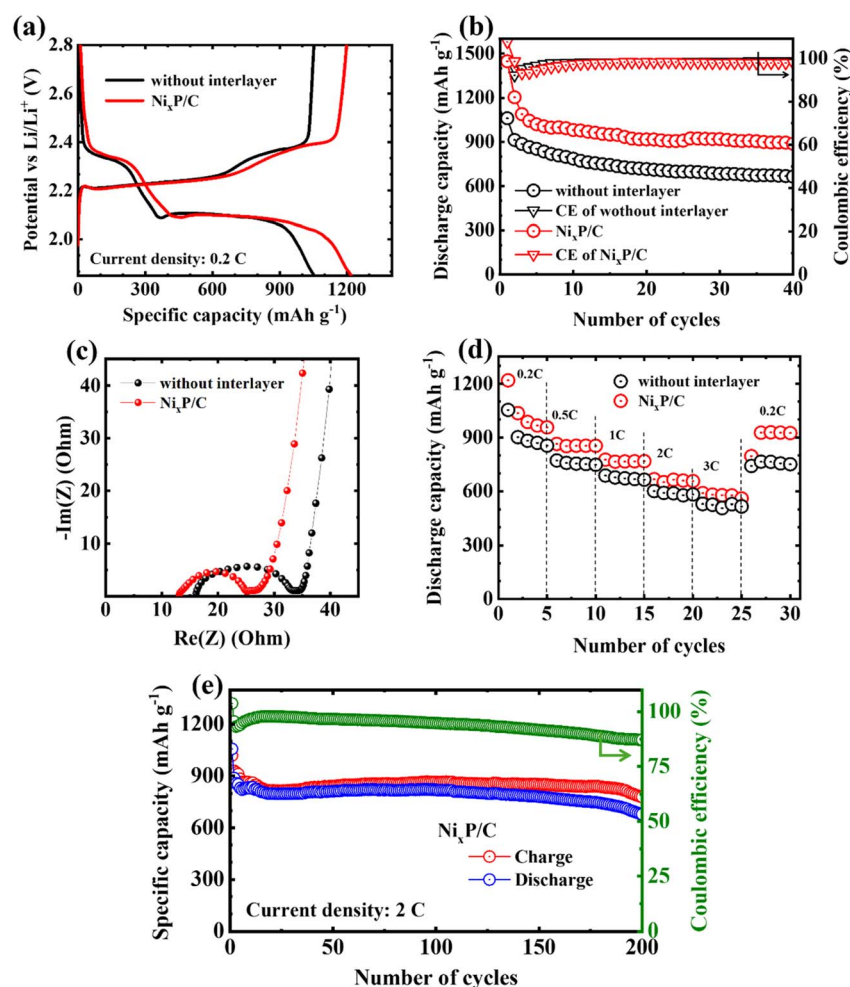 (a)
2.8
2.6
2.4
2.2
2.0
Potential vs Li/Li⁺ (V)
without interlayer
NiₓP/C
Current density: 0.2 C
0 300 600 900 1200
Specific capacity (mAh g⁻¹)
(b)
1500
1200
900
600
300
0
Discharge capacity (mAh g⁻¹)
without interlayer
CE of wothout interlayer
NiₓP/C
CE of NiₓP/C
100
80
60
40
20
0
Coulombic efficiency (%)
0 10 20 30 40
Number of cycles
(c)
40
30
20
10
-Im(Z) (Ohm)
without interlayer
NiₓP/C
0 10 20 30 40
Re(Z) (Ohm)
(d)
1200
900
600
300
0
Discharge capacity (mAh g⁻¹)
without interlayer
NiₓP/C
0.2C
0.5C
1C
2C
3C
0.2C
0 5 10 15 20 25 30
Number of cycles
(e)
1200
900
600
300
0
Specific capacity (mAh g⁻¹)
NiₓP/C
Charge
Discharge
Current density: 2 C
100
75
50
25
0
Coulombic efficiency (%)
0 50 100 150 200
Number of cycles